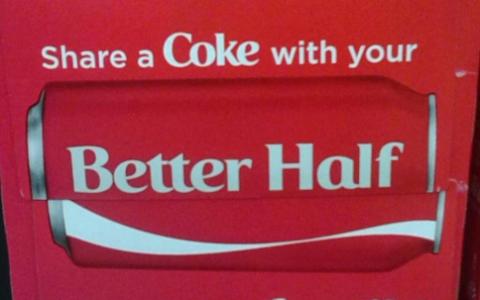 Share a Coke with your
Better Half